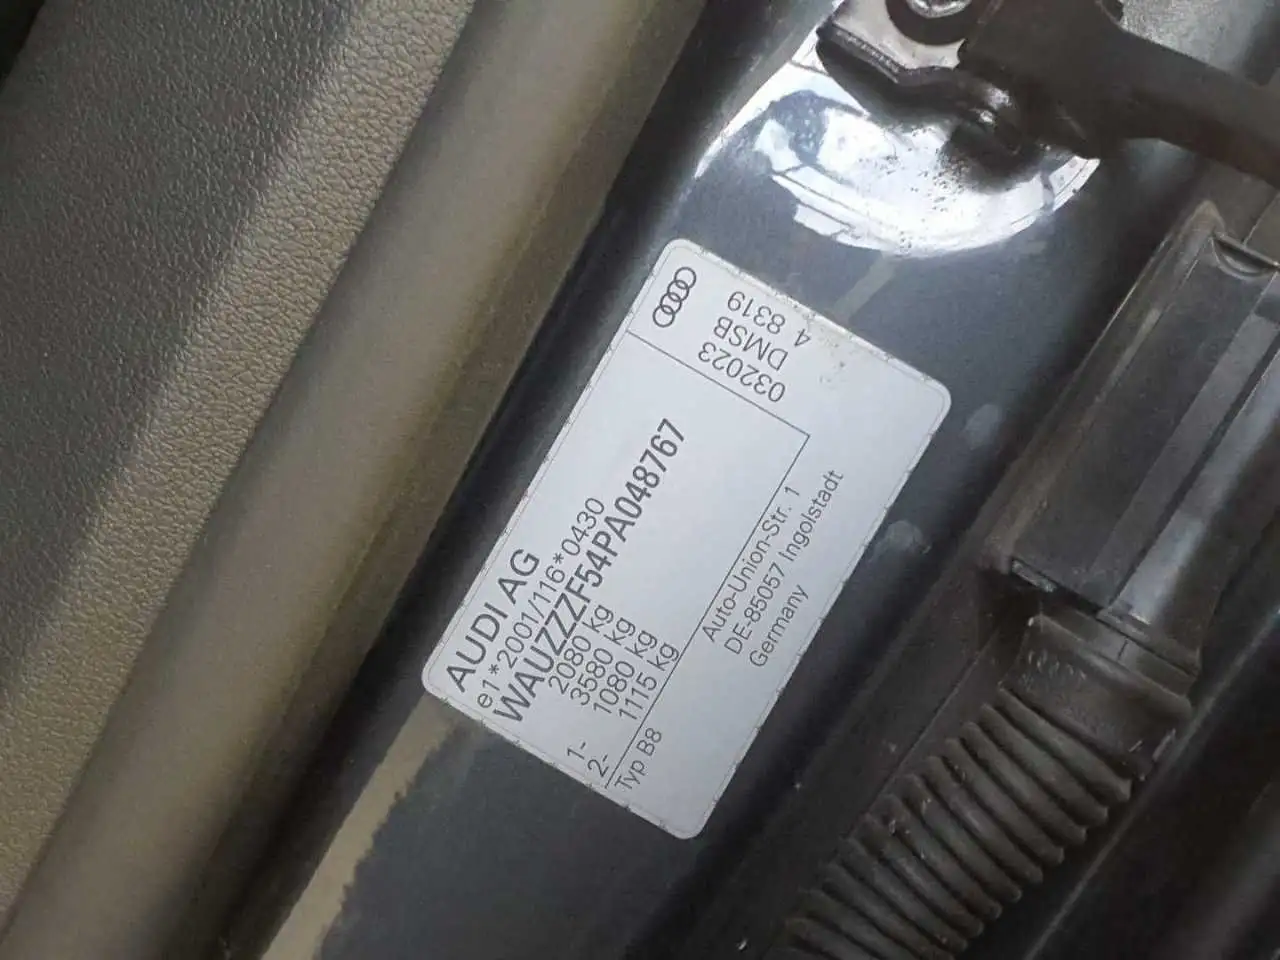 AUDI AG
e1*2001/116*0430
WAUZZZF54PA048767
2080 kg
3580 kg
1- 1080 kg
2- 1115 kg
Typ B8
Auto-Union-Str. 1
DE-85057 Ingolstadt
Germany
032023
DMSB
8319
4